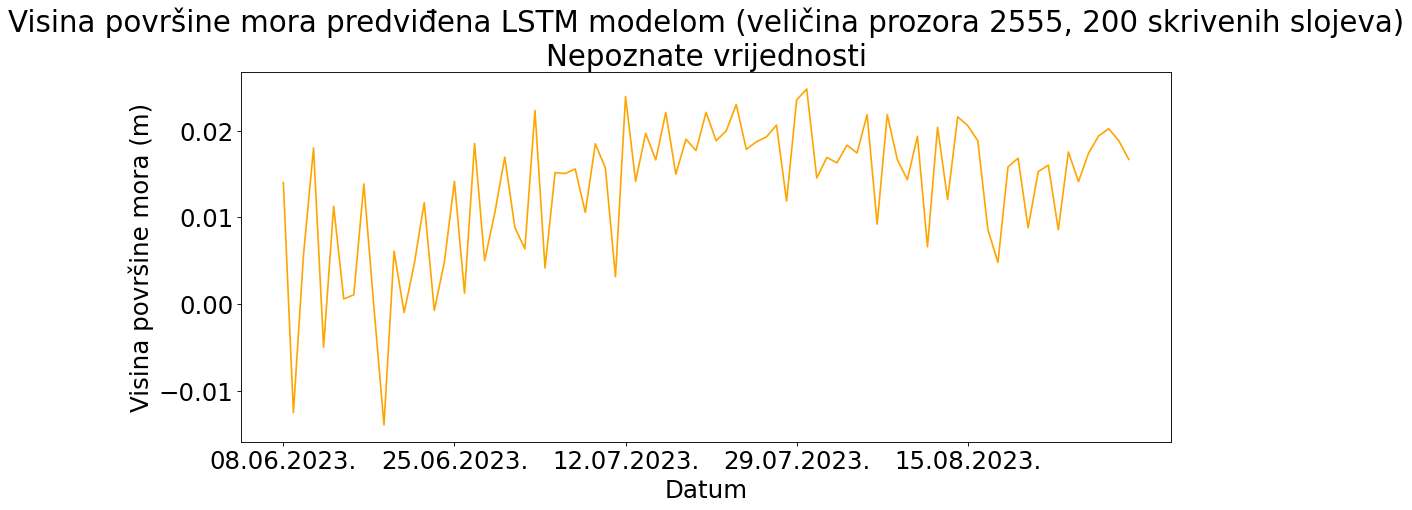 Visina površine mora predviđena LSTM modelom (veličina prozora 2555, 200 skrivenih slojeva)
Nepoznate vrijednosti
Visina površine mora (m)
0.02
0.01
0.00
−0.01
08.06.2023. 25.06.2023. 12.07.2023. 29.07.2023. 15.08.2023.
Datum